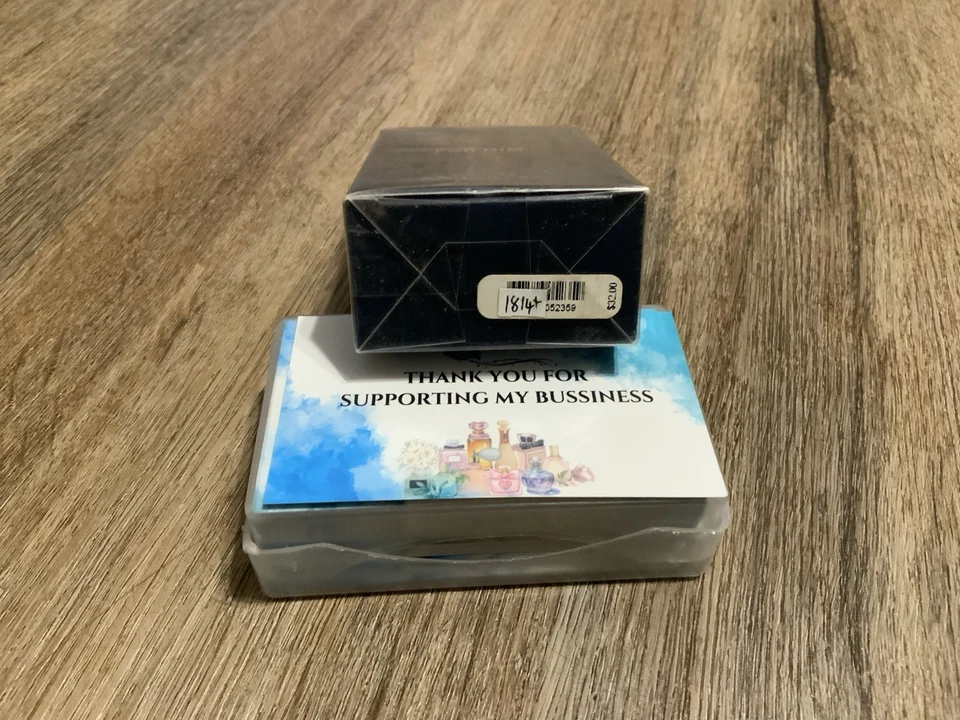 1814+
052359
$32.00
THANK YOU FOR
SUPPORTING MY BUSSINESS